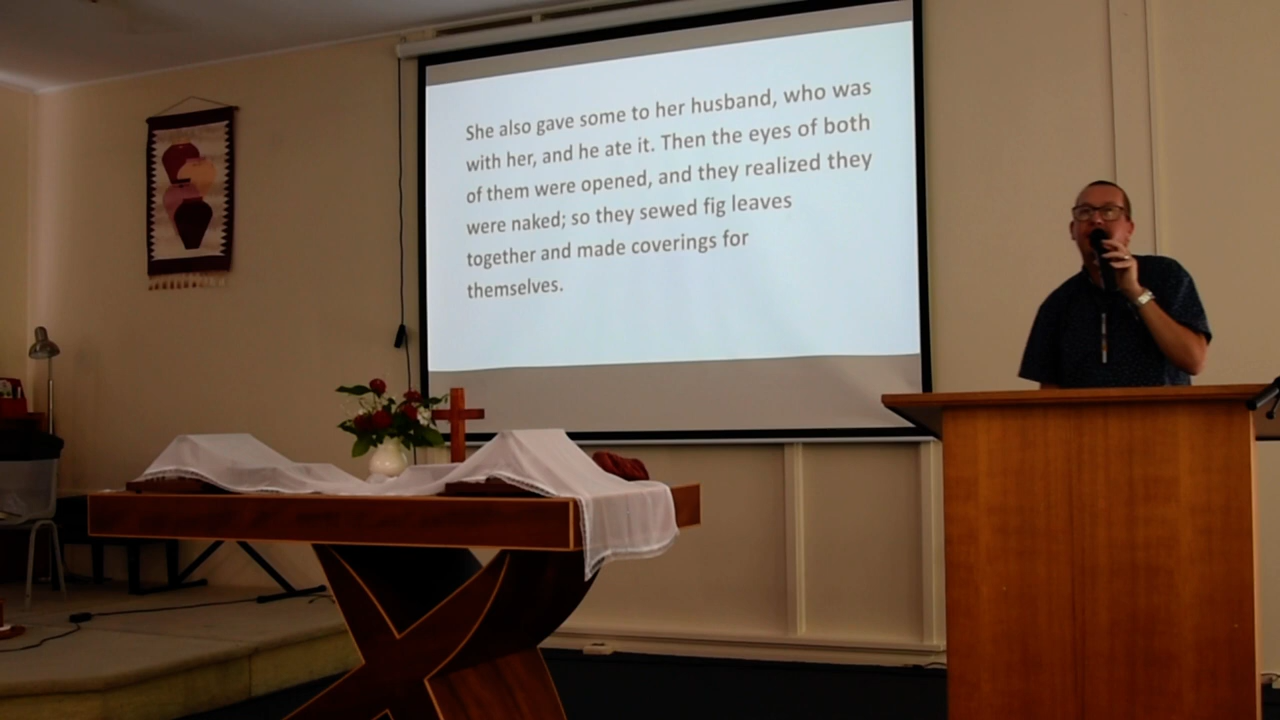 She also gave some to her husband, who was
with her, and he ate it. Then the eyes of both
of them were opened, and they realized they
were naked; so they sewed fig leaves
together and made coverings for
themselves.